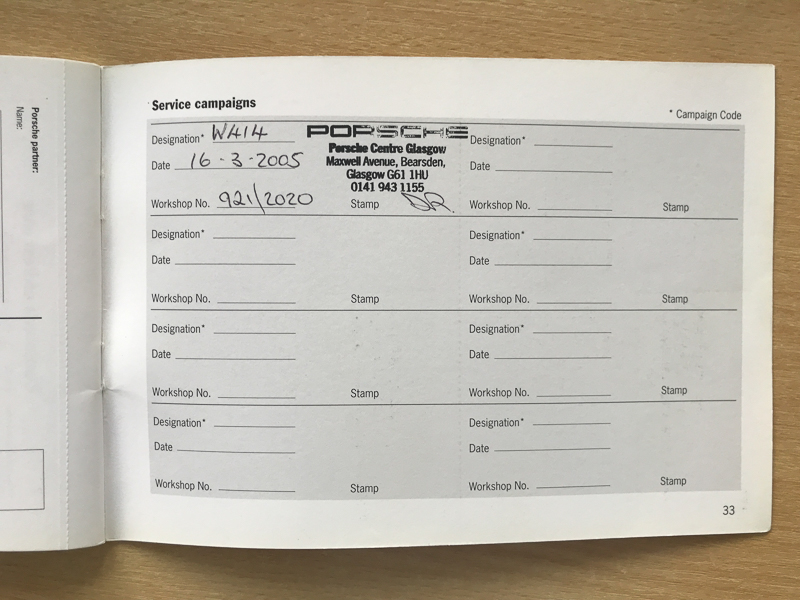 Porsche partner:
Name:
Service campaigns
* Campaign Code
Designation* W414
Date 16-3-2005
Workshop No. 921/2020
PORSCHE
Porsche Centre Glasgow
Maxwell Avenue, Bearsden,
Glasgow G61 1HU
0141 943 1155
Stamp
Designation*
Date
Workshop No. Stamp
Designation*
Date
Workshop No. Stamp
Designation*
Date
Workshop No. Stamp
Designation*
Date
Workshop No. Stamp
Designation*
Date
Workshop No. Stamp
Designation*
Date
Workshop No. Stamp
Designation*
Date
Workshop No. Stamp
33